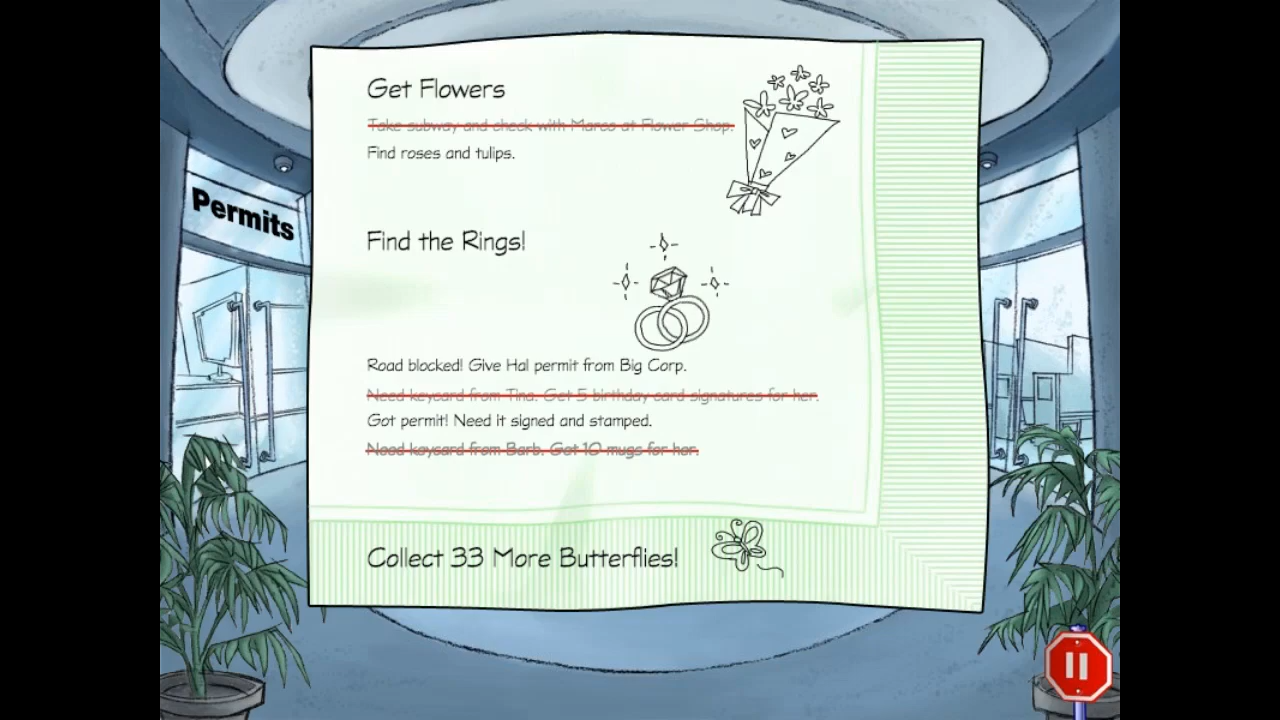 Get Flowers
Take subway and check with Marco at Flower Shop.
Find roses and tulips.
Permits
Find the Rings!
Road blocked! Give Hal permit from Big Corp.
Need keycard from Tina. Get 5 birthday card signatures for her.
Got permit! Need it signed and stamped.
Need keycard from Barb. Get 10 mugs for her.
Collect 33 More Butterflies!